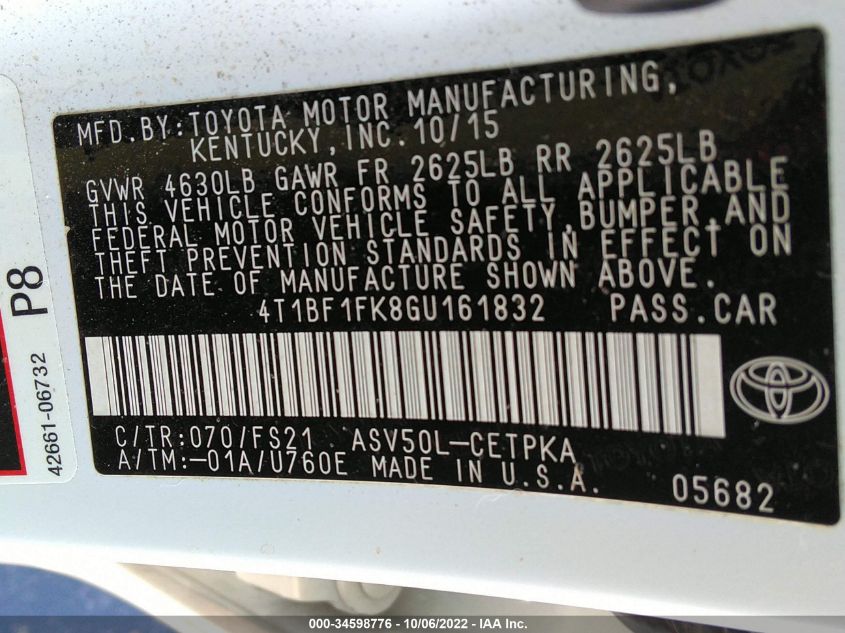 MFD.BY:TOYOTA MOTOR MANUFACTURING,
KENTUCKY,INC.10/15
GVWR 4630LB GAWR FR 2625LB RR 2625LB
THIS VEHICLE CONFORMS TO ALL APPLICABLE
FEDERAL MOTOR VEHICLE SAFETY,BUMPER,AND
THEFT PREVENTION STANDARDS IN EFFECT ON
THE DATE OF MANUFACTURE SHOWN ABOVE.
4T1BF1FK8GU161832 PASS.CAR
C/TR:070/FS21 ASV50L-CETPKA
A/TM:-01A/U760E MADE IN U.S.A. 05682
P8
42661-06732
000-34598776 - 10/06/2022 - IAA Inc.